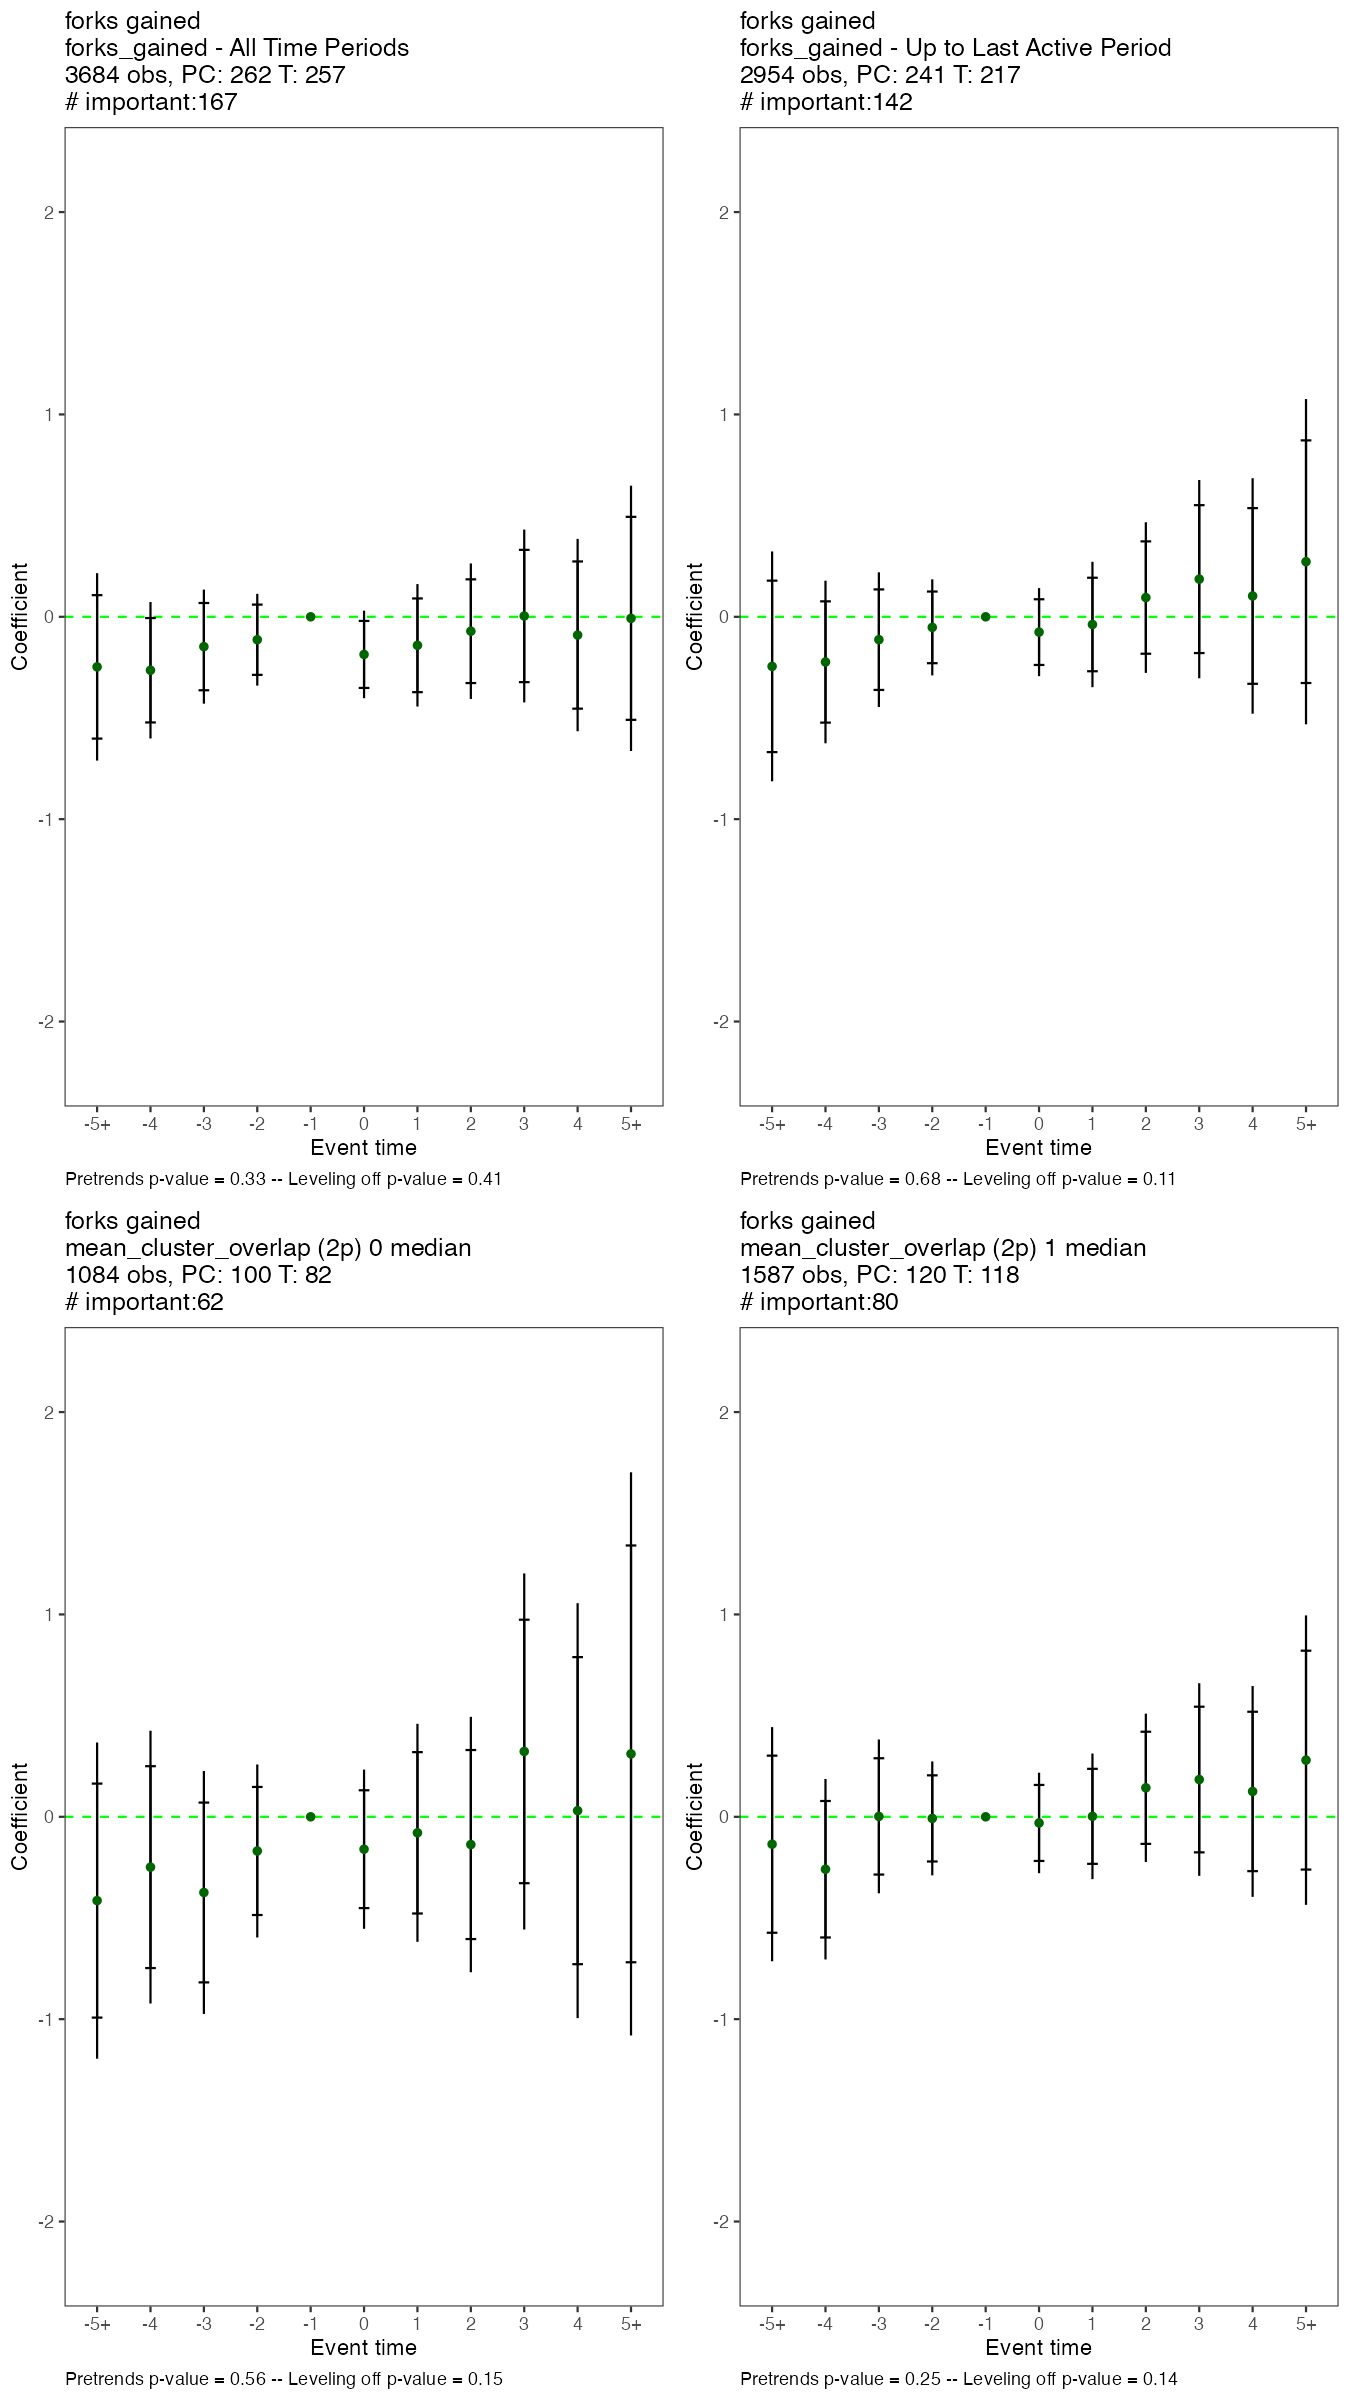 forks gained
forks_gained - All Time Periods
3684 obs, PC: 262 T: 257
# important:167
2
1
0
-1
-2
Coefficient
-5+ -4 -3 -2 -1 0 1 2 3 4 5+
Event time
Pretrends p-value = 0.33 -- Leveling off p-value = 0.41
forks gained
forks_gained - Up to Last Active Period
2954 obs, PC: 241 T: 217
# important:142
2
1
0
-1
-2
Coefficient
-5+ -4 -3 -2 -1 0 1 2 3 4 5+
Event time
Pretrends p-value = 0.68 -- Leveling off p-value = 0.11
forks gained
mean_cluster_overlap (2p) 0 median
1084 obs, PC: 100 T: 82
# important:62
2
1
0
-1
-2
Coefficient
-5+ -4 -3 -2 -1 0 1 2 3 4 5+
Event time
Pretrends p-value = 0.56 -- Leveling off p-value = 0.15
forks gained
mean_cluster_overlap (2p) 1 median
1587 obs, PC: 120 T: 118
# important:80
2
1
0
-1
-2
Coefficient
-5+ -4 -3 -2 -1 0 1 2 3 4 5+
Event time
Pretrends p-value = 0.25 -- Leveling off p-value = 0.14